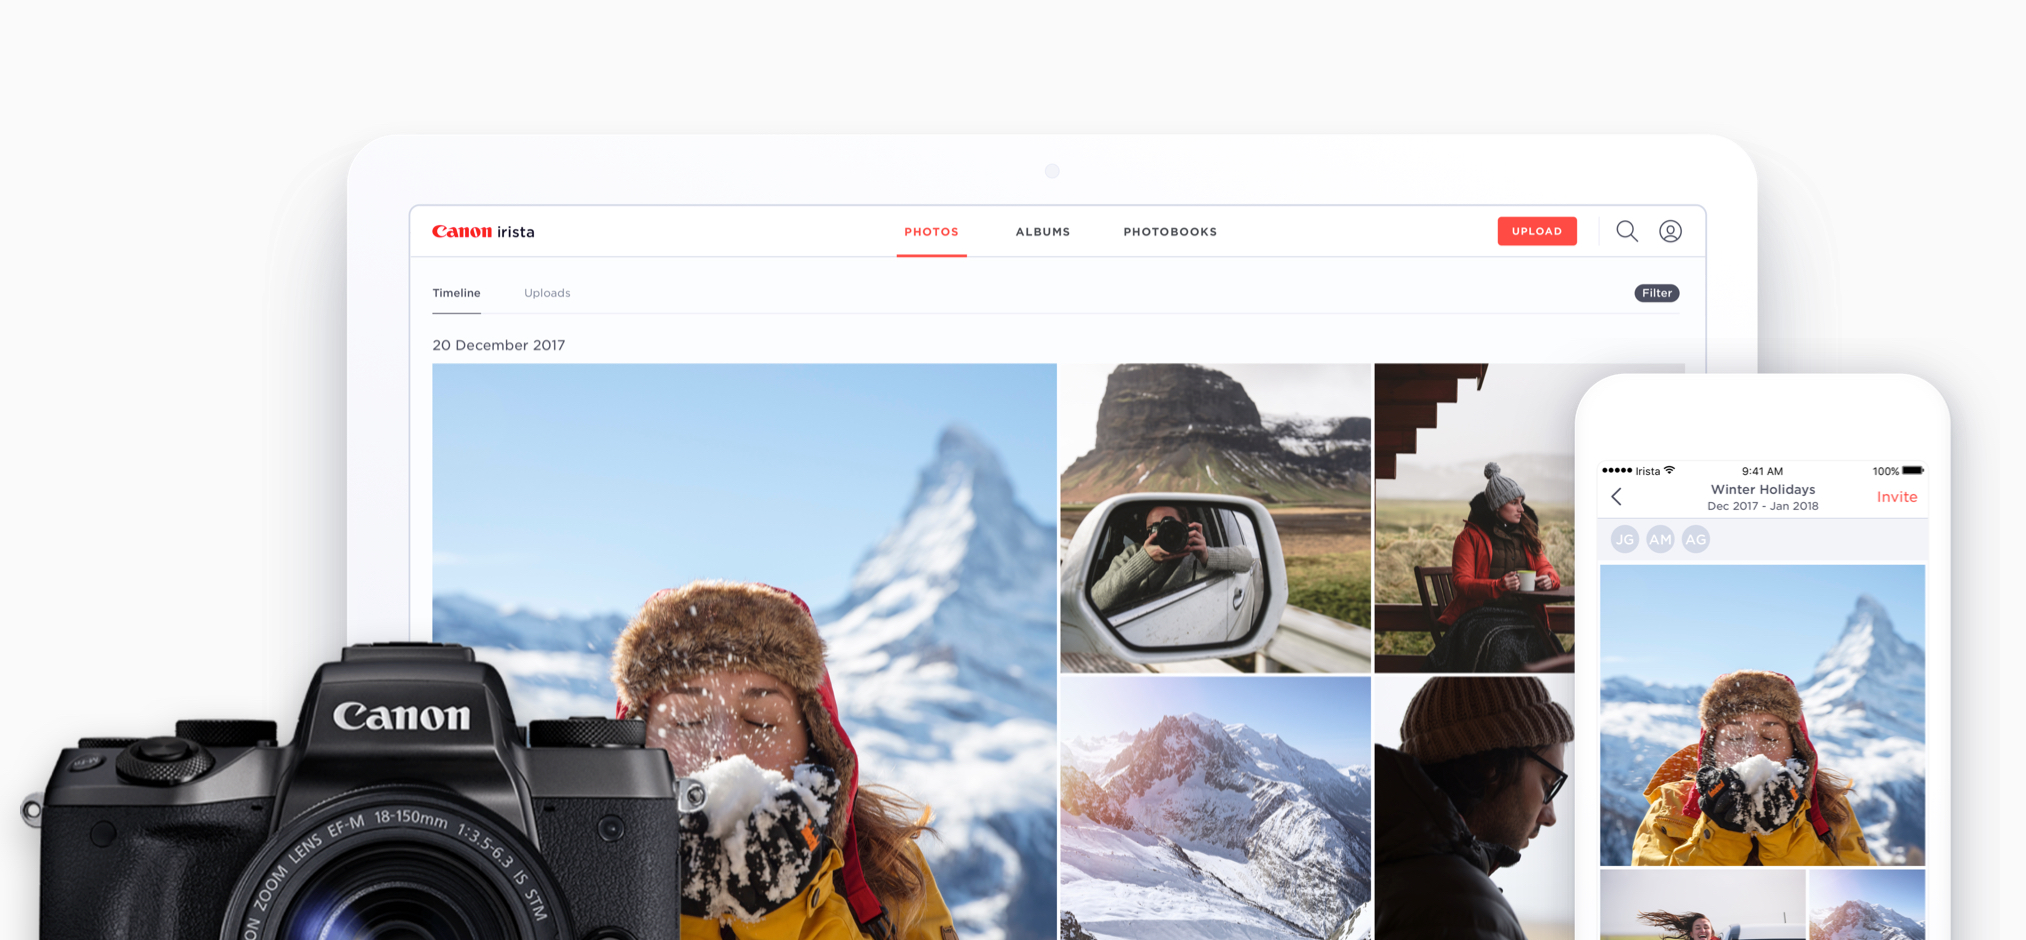 Canon irista
PHOTOS
ALBUMS
PHOTOBOOKS
UPLOAD
Timeline
Uploads
Filter
20 December 2017
Irista
9:41 AM
100%
Winter Holidays
Dec 2017 - Jan 2018
Invite
JG
AM
AG
Canon
ZOOM LENS EF-M 18-150mm 1:3.5-6.3 IS STM